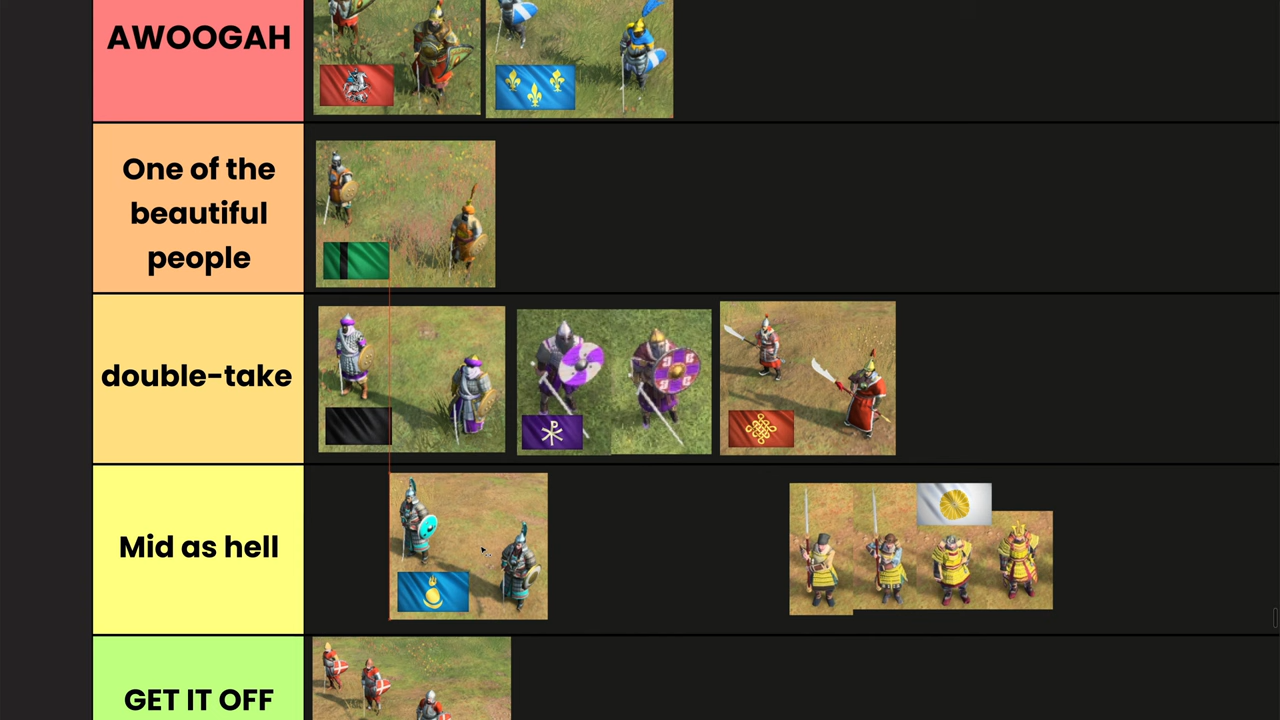 AWOOGAH
One of the
beautiful
people
double-take
Mid as hell
GET IT OFF